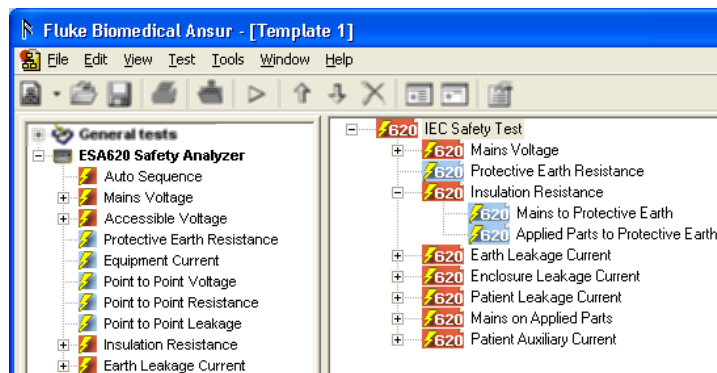 Fluke Biomedical Ansur - [Template 1]
File Edit View Test Tools Window Help
General tests
ESA620 Safety Analyzer
Auto Sequence
Mains Voltage
Accessible Voltage
Protective Earth Resistance
Equipment Current
Point to Point Voltage
Point to Point Resistance
Point to Point Leakage
Insulation Resistance
Earth Leakage Current
620 IEC Safety Test
620 Mains Voltage
620 Protective Earth Resistance
620 Insulation Resistance
620 Mains to Protective Earth
620 Applied Parts to Protective Earth
620 Earth Leakage Current
620 Enclosure Leakage Current
620 Patient Leakage Current
620 Mains on Applied Parts
620 Patient Auxiliary Current